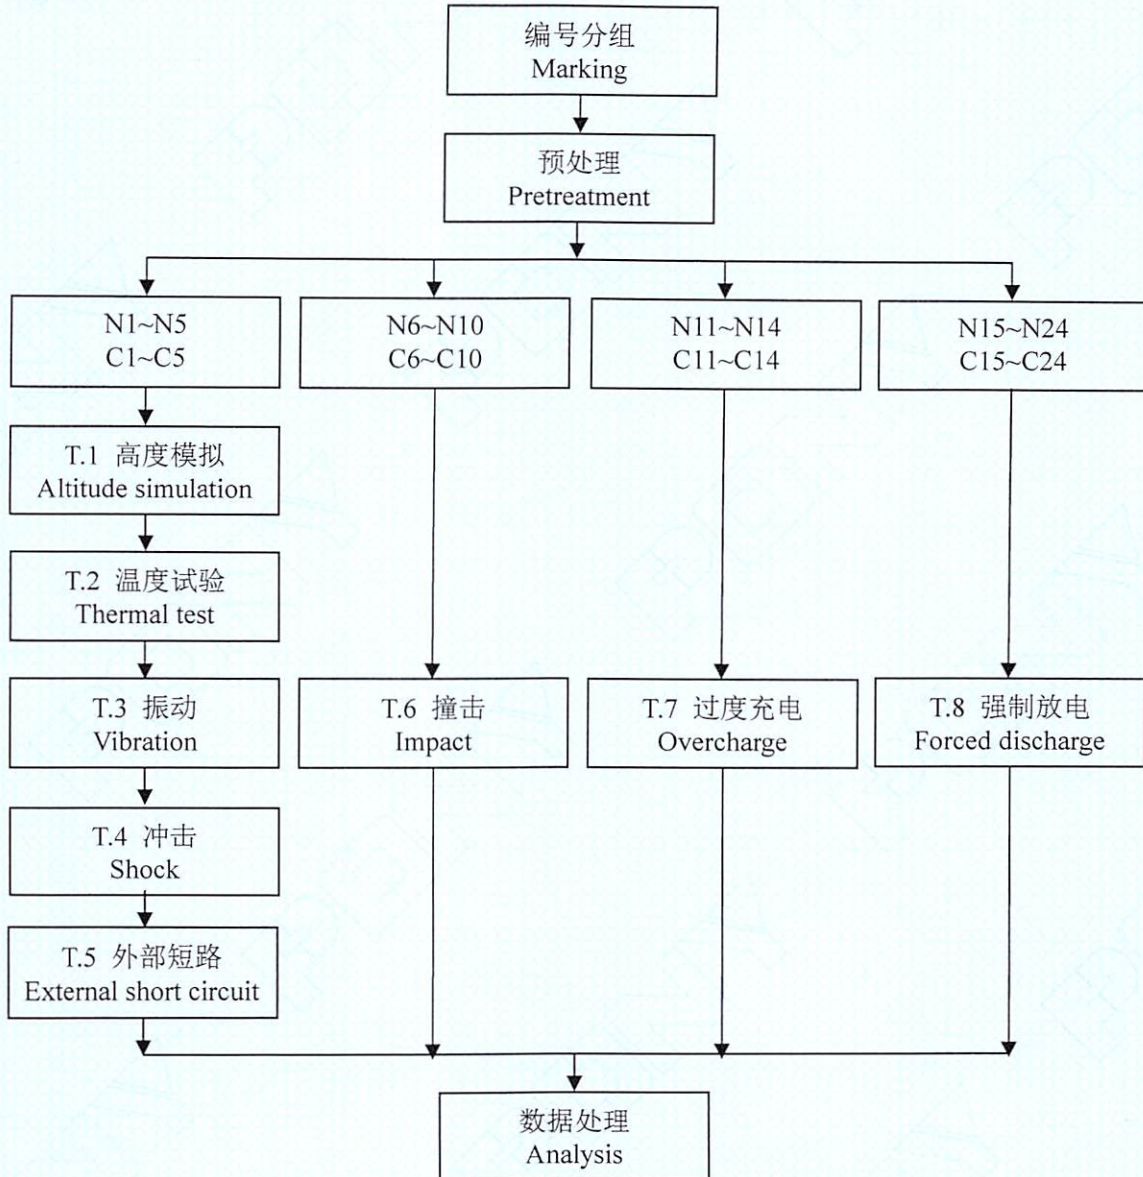 编号分组
Marking
预处理
Pretreatment
N1~N5
C1~C5
N6~N10
C6~C10
N11~N14
C11~C14
N15~N24
C15~C24
T.1 高度模拟
Altitude simulation
T.2 温度试验
Thermal test
T.3 振动
Vibration
T.6 撞击
Impact
T.7 过度充电
Overcharge
T.8 强制放电
Forced discharge
T.4 冲击
Shock
T.5 外部短路
External short circuit
数据处理
Analysis